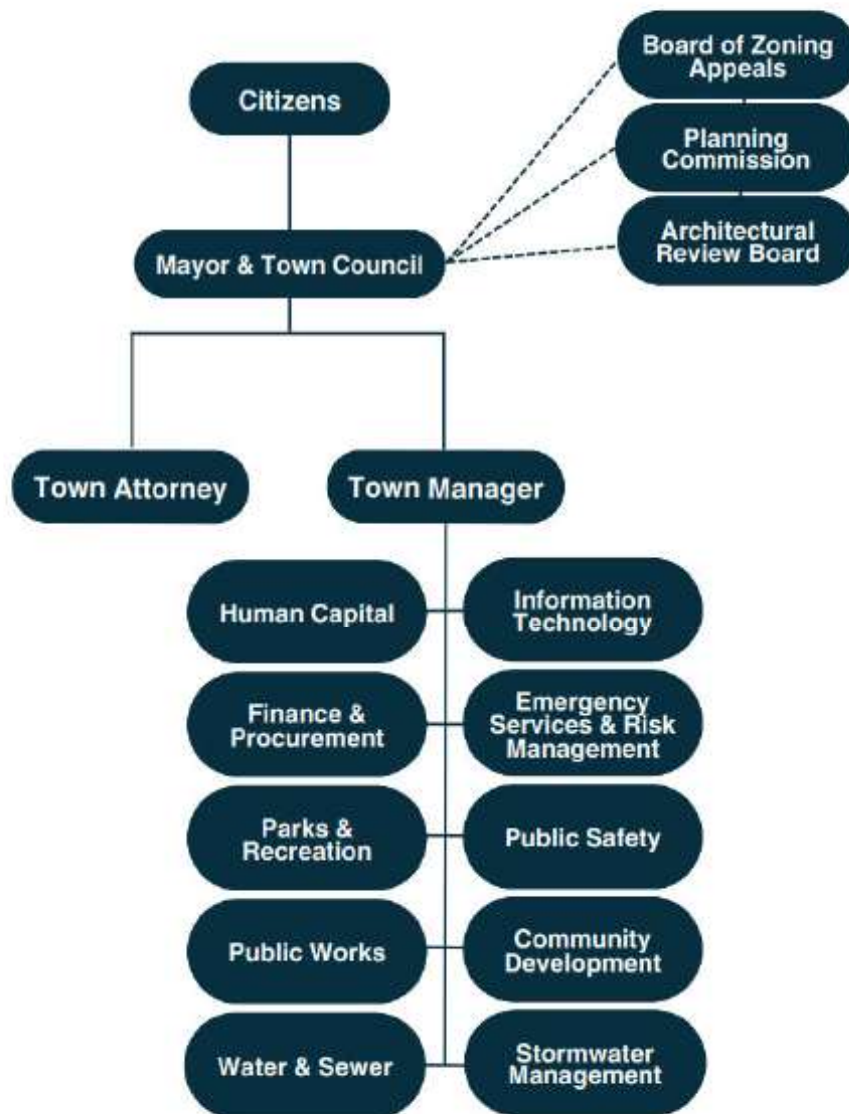 Citizens
Board of Zoning
Appeals
Planning
Commission
Architectural
Review Board
Mayor & Town Council
Town Attorney
Town Manager
Human Capital
Information
Technology
Finance &
Procurement
Emergency
Services & Risk
Management
Parks &
Recreation
Public Safety
Public Works
Community
Development
Water & Sewer
Stormwater
Management